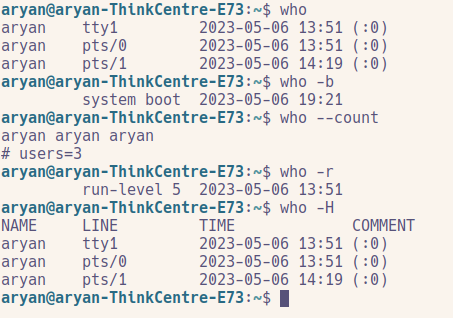 aryan@aryan-ThinkCentre-E73:~$ who
aryan    tty1         2023-05-06 13:51 (:0)
aryan    pts/0        2023-05-06 13:51 (:0)
aryan    pts/1        2023-05-06 14:19 (:0)
aryan@aryan-ThinkCentre-E73:~$ who -b
         system boot  2023-05-06 19:21
aryan@aryan-ThinkCentre-E73:~$ who --count
aryan aryan aryan
# users=3
aryan@aryan-ThinkCentre-E73:~$ who -r
         run-level 5  2023-05-06 13:51
aryan@aryan-ThinkCentre-E73:~$ who -H
NAME     LINE         TIME             COMMENT
aryan    tty1         2023-05-06 13:51 (:0)
aryan    pts/0        2023-05-06 13:51 (:0)
aryan    pts/1        2023-05-06 14:19 (:0)
aryan@aryan-ThinkCentre-E73:~$